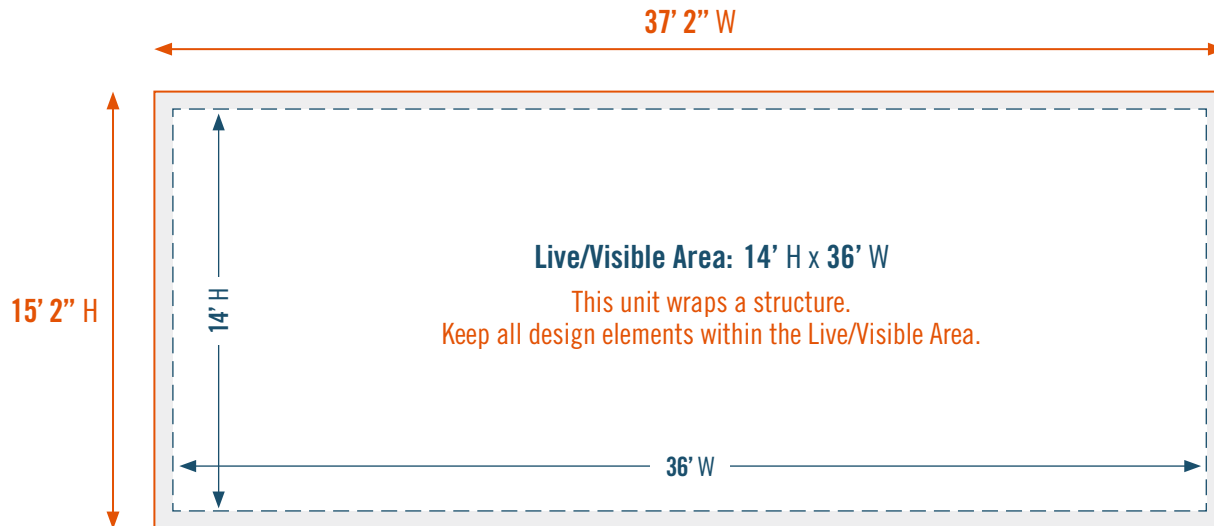 37’ 2” W
Live/Visible Area: 14’ H x 36’ W
14’ H
This unit wraps a structure.
15’ 2” H
Keep all design elements within the Live/Visible Area.
36’ W